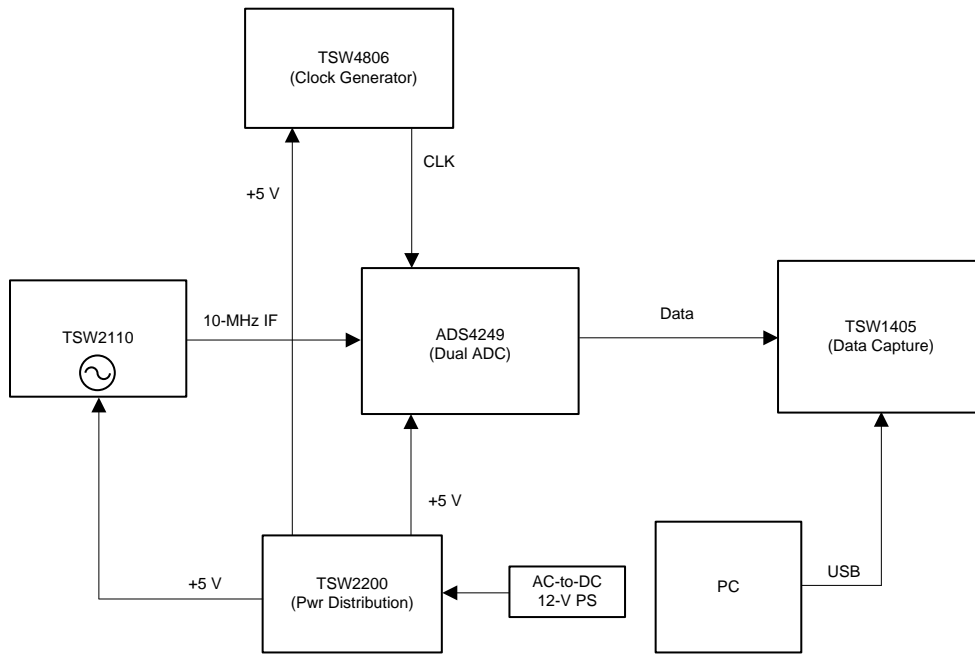 TSW4806
(Clock Generator)
CLK
+5 V
TSW2110
10-MHz IF
ADS4249
(Dual ADC)
Data
TSW1405
(Data Capture)
+5 V
+5 V
TSW2200
(Pwr Distribution)
AC-to-DC
12-V PS
PC
USB